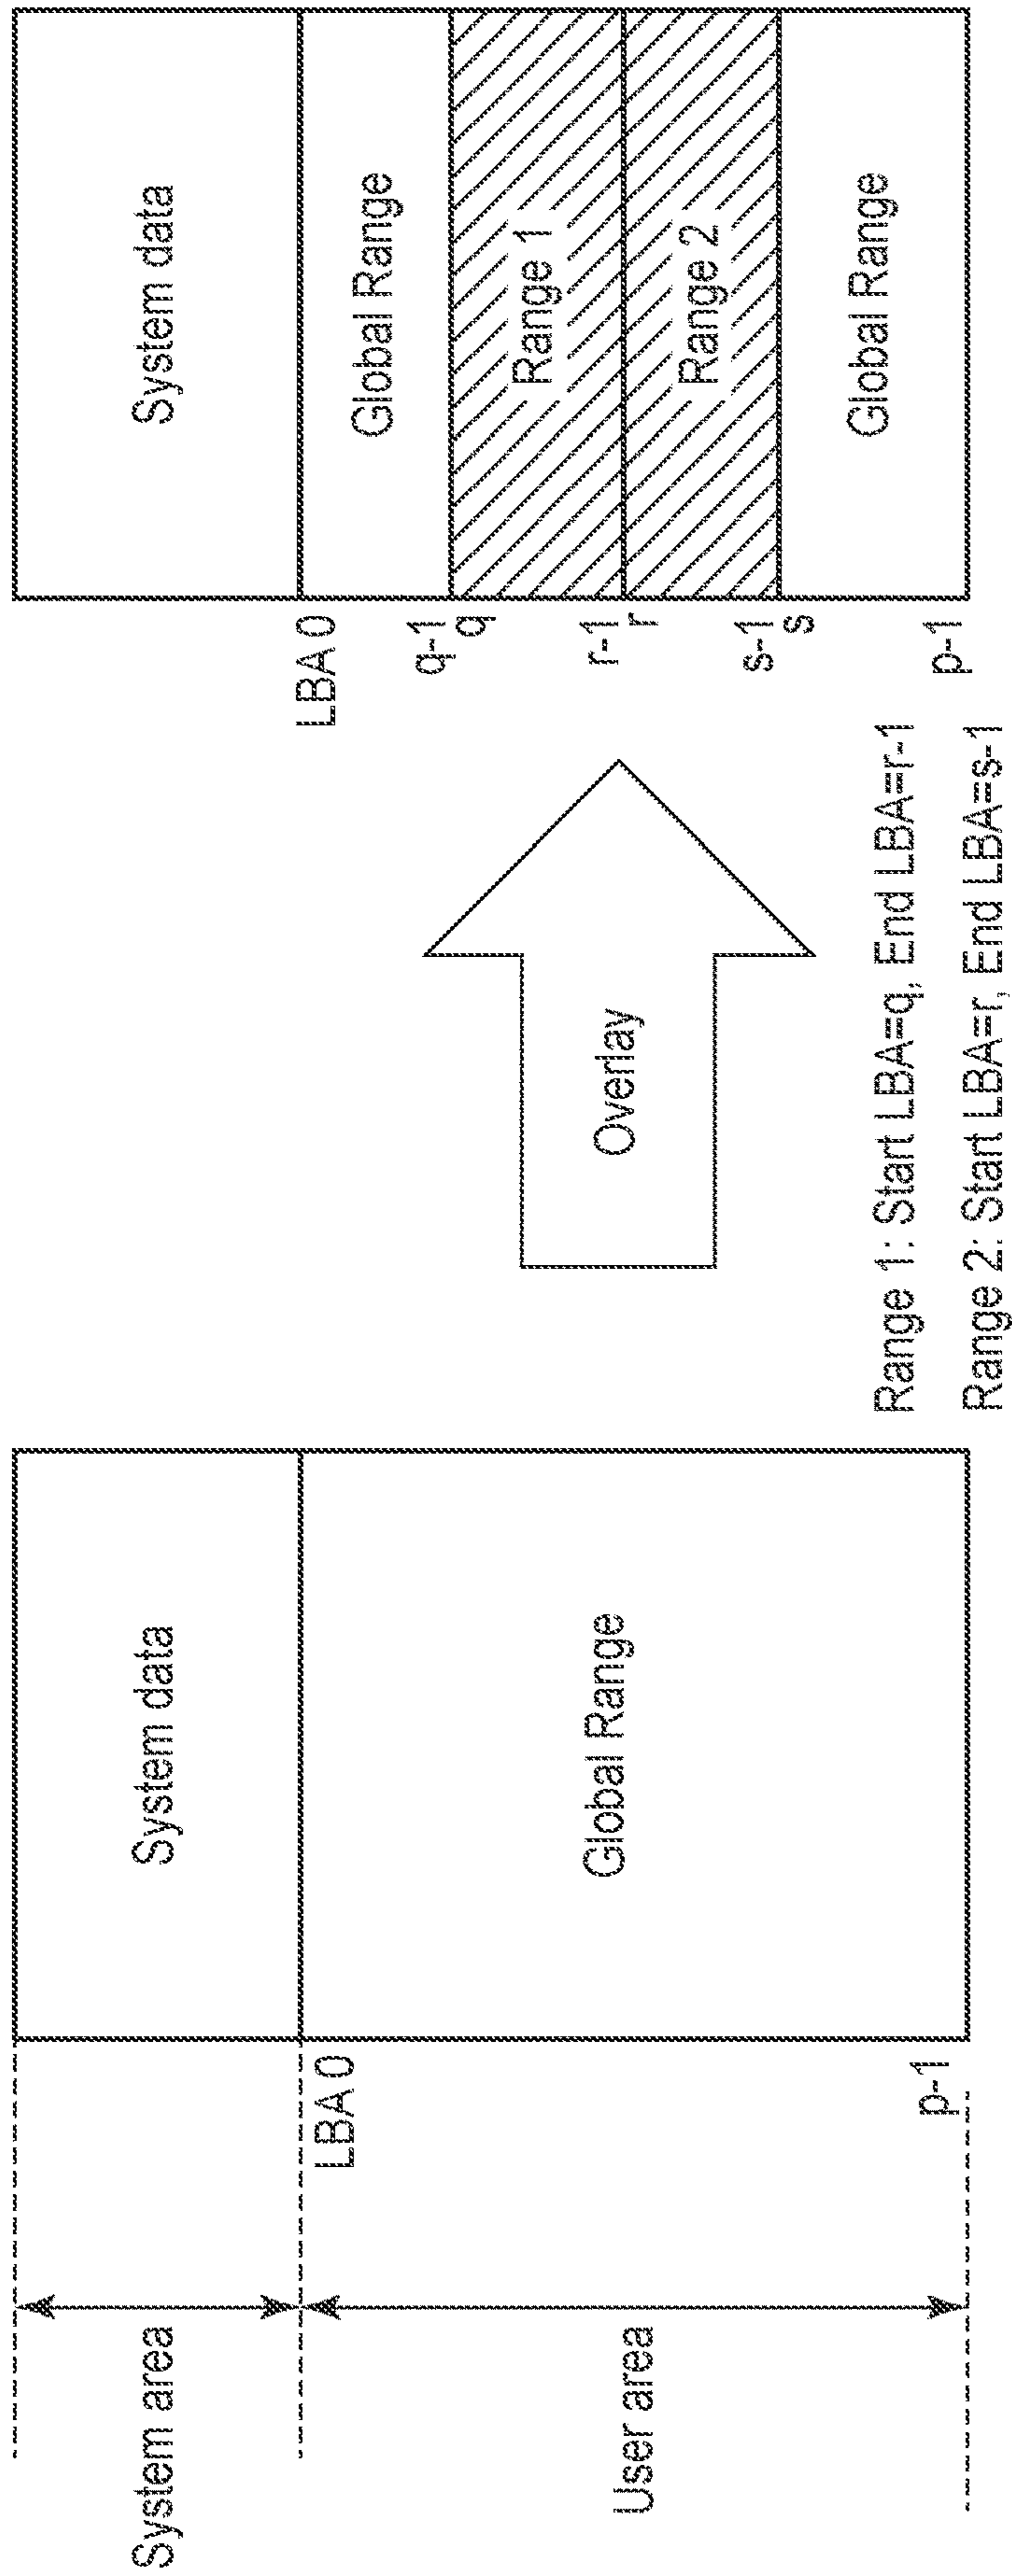 System area
User area
System data
LBA 0
Global Range
p-1
Overlay
Range 1: Start LBA=q, End LBA=r-1
Range 2: Start LBA=r, End LBA=s-1
System data
LBA 0
Global Range
q-1
q
Range 1
r-1
r
Range 2
s-1
s
Global Range
p-1